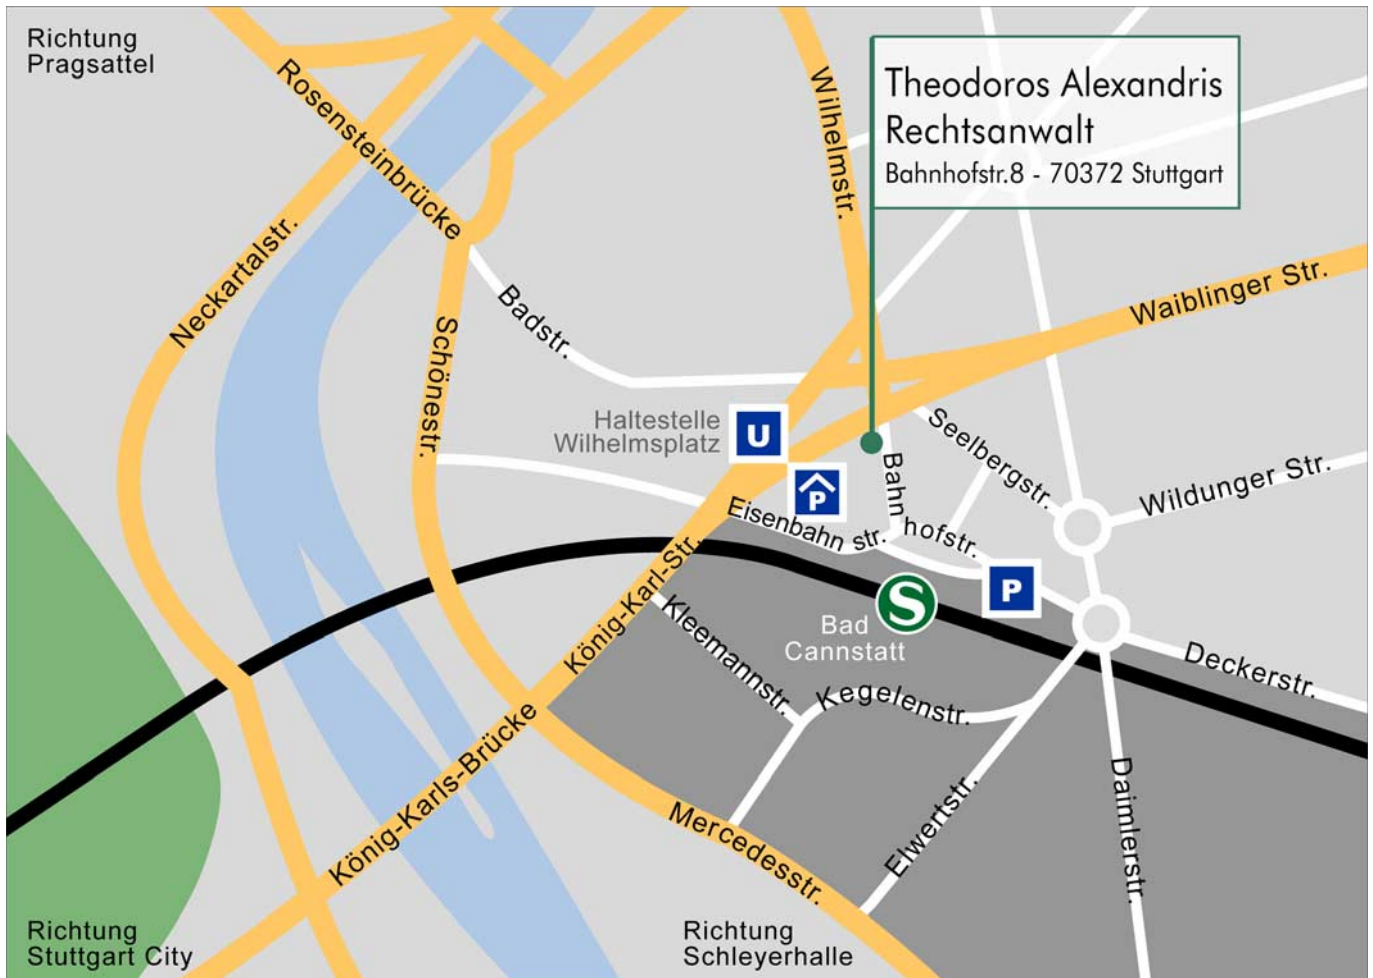 Richtung
Pragsattel
Theodoros Alexandris
Rechtsanwalt
Bahnhofstr.8 - 70372 Stuttgart
Rosensteinbrücke
Wilhelmstr.
Neckartalstr.
Waiblinger Str.
Badstr.
Schönestr.
Haltestelle
Wilhelmsplatz
U
P
Seelbergstr.
Bahn hofstr.
Wildunger Str.
Eisenbahn str.
P
S
Bad
Cannstatt
König-Karl-Str.
Kleemannstr.
Kegelenstr.
Deckerstr.
König-Karls-Brücke
Mercedesstr.
Elwertstr.
Daimlerstr.
Richtung
Stuttgart City
Richtung
Schleyerhalle